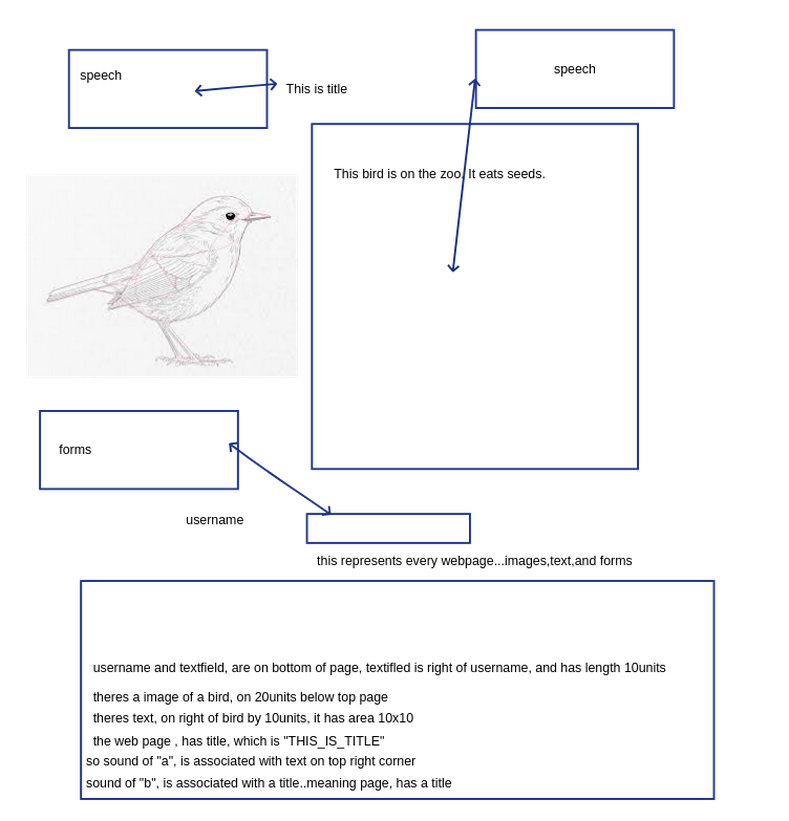 speech
speech
This is title
This bird is on the zoo. It eats seeds.
forms
username
this represents every webpage...images,text,and forms
username and textfield, are on bottom of page, textifled is right of username, and has length 10units
theres a image of a bird, on 20units below top page
theres text, on right of bird by 10units, it has area 10x10
the web page , has title, which is "THIS_IS_TITLE"
so sound of "a", is associated with text on top right corner
sound of "b", is associated with a title..meaning page, has a title